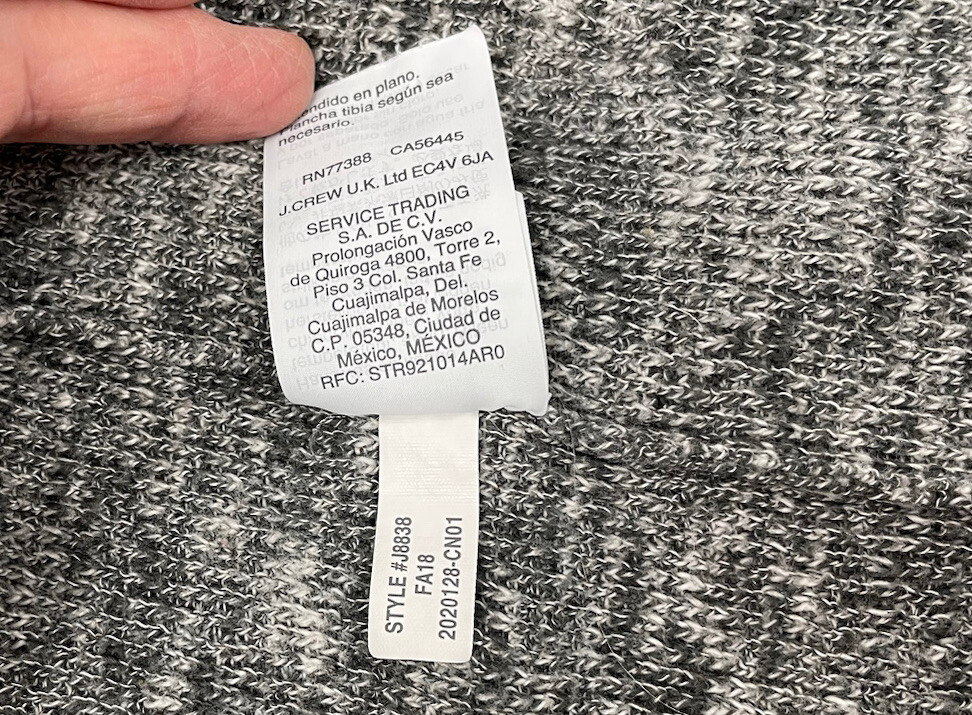 ndido en plano.
Plancha tibia según sea
necesario.
RN77388 CA56445
J.CREW U.K. Ltd EC4V 6JA
SERVICE TRADING
S.A. DE C.V.
Prolongación Vasco
de Quiroga 4800, Torre 2,
Piso 3 Col. Santa Fe
Cuajimalpa, Del.
Cuajimalpa de Morelos
C.P. 05348, Ciudad de
México, MÉXICO
RFC: STR921014AR0
STYLE #J8838
FA18
2020128-CN01